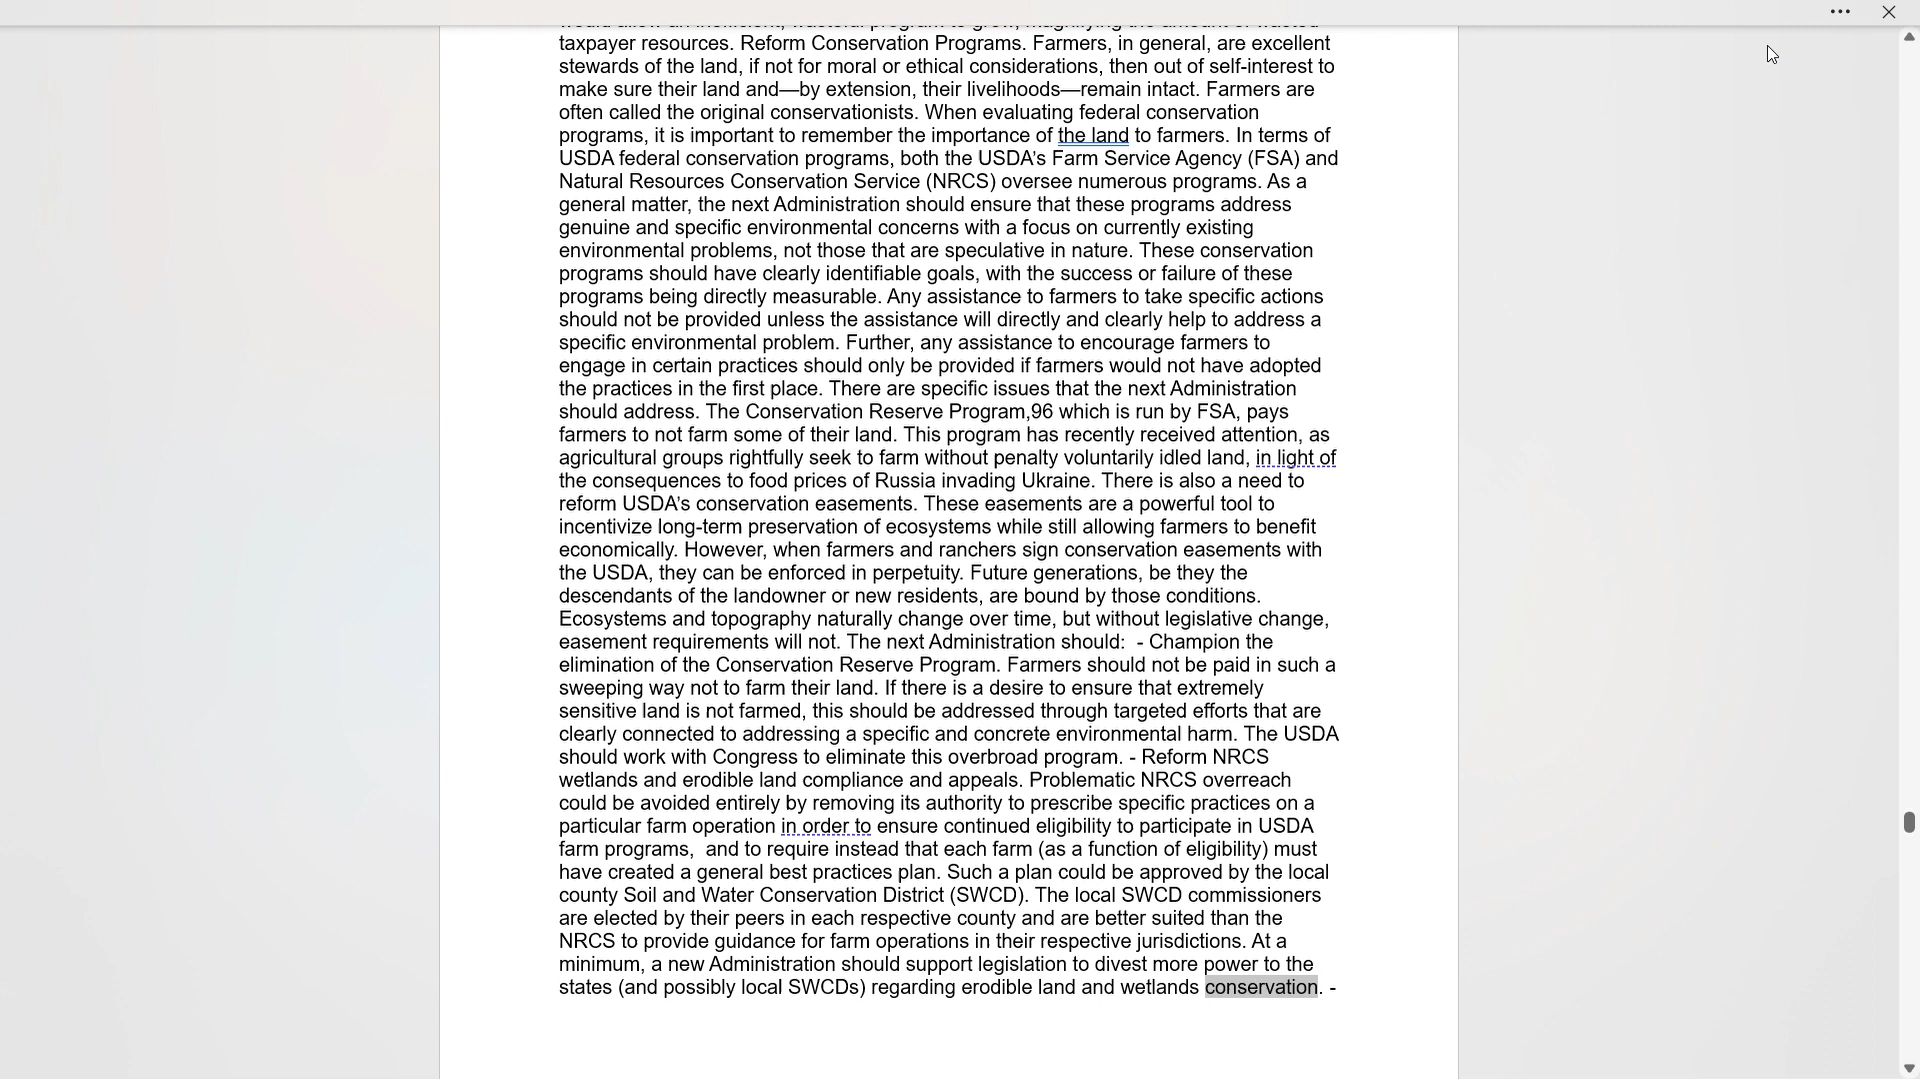 would allow an inefficient, wasteful program to grow, magnifying the amount of wasted
taxpayer resources. Reform Conservation Programs. Farmers, in general, are excellent
stewards of the land, if not for moral or ethical considerations, then out of self-interest to
make sure their land and—by extension, their livelihoods—remain intact. Farmers are
often called the original conservationists. When evaluating federal conservation
programs, it is important to remember the importance of the land to farmers. In terms of
USDA federal conservation programs, both the USDA’s Farm Service Agency (FSA) and
Natural Resources Conservation Service (NRCS) oversee numerous programs. As a
general matter, the next Administration should ensure that these programs address
genuine and specific environmental concerns with a focus on currently existing
environmental problems, not those that are speculative in nature. These conservation
programs should have clearly identifiable goals, with the success or failure of these
programs being directly measurable. Any assistance to farmers to take specific actions
should not be provided unless the assistance will directly and clearly help to address a
specific environmental problem. Further, any assistance to encourage farmers to
engage in certain practices should only be provided if farmers would not have adopted
the practices in the first place. There are specific issues that the next Administration
should address. The Conservation Reserve Program,96 which is run by FSA, pays
farmers to not farm some of their land. This program has recently received attention, as
agricultural groups rightfully seek to farm without penalty voluntarily idled land, in light of
the consequences to food prices of Russia invading Ukraine. There is also a need to
reform USDA’s conservation easements. These easements are a powerful tool to
incentivize long-term preservation of ecosystems while still allowing farmers to benefit
economically. However, when farmers and ranchers sign conservation easements with
the USDA, they can be enforced in perpetuity. Future generations, be they the
descendants of the landowner or new residents, are bound by those conditions.
Ecosystems and topography naturally change over time, but without legislative change,
easement requirements will not. The next Administration should:  - Champion the
elimination of the Conservation Reserve Program. Farmers should not be paid in such a
sweeping way not to farm their land. If there is a desire to ensure that extremely
sensitive land is not farmed, this should be addressed through targeted efforts that are
clearly connected to addressing a specific and concrete environmental harm. The USDA
should work with Congress to eliminate this overbroad program. - Reform NRCS
wetlands and erodible land compliance and appeals. Problematic NRCS overreach
could be avoided entirely by removing its authority to prescribe specific practices on a
particular farm operation in order to ensure continued eligibility to participate in USDA
farm programs,  and to require instead that each farm (as a function of eligibility) must
have created a general best practices plan. Such a plan could be approved by the local
county Soil and Water Conservation District (SWCD). The local SWCD commissioners
are elected by their peers in each respective county and are better suited than the
NRCS to provide guidance for farm operations in their respective jurisdictions. At a
minimum, a new Administration should support legislation to divest more power to the
states (and possibly local SWCDs) regarding erodible land and wetlands conservation. -